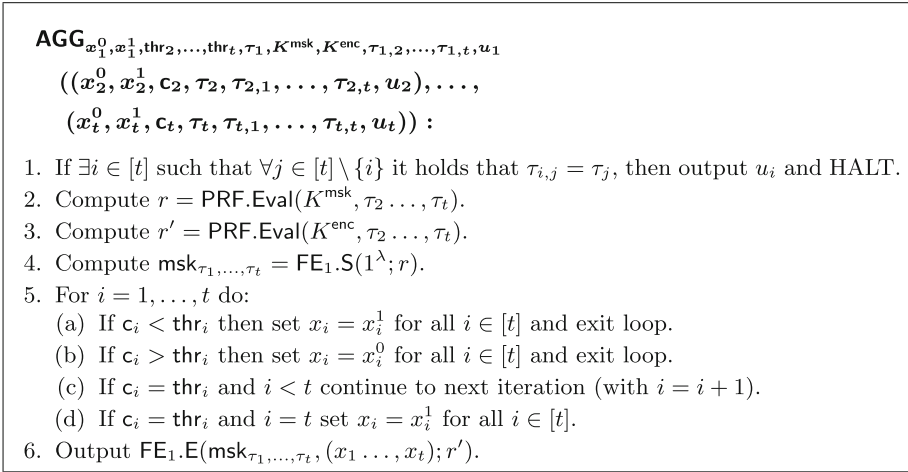 AGG_{x_1^0,x_1^1,thr_2,...,thr_t,τ_1,K^{msk},K^{enc},τ_{1,2},...,τ_{1,t},u_1}
((x_2^0, x_2^1, c_2, τ_2, τ_{2,1}, . . . , τ_{2,t}, u_2), . . . ,
(x_t^0, x_t^1, c_t, τ_t, τ_{t,1}, . . . , τ_{t,t}, u_t)) :
1. If ∃i ∈ [t] such that ∀j ∈ [t] \ {i} it holds that τ_{i,j} = τ_j, then output u_i and HALT.
2. Compute r = PRF.Eval(K^{msk}, τ_2 . . . , τ_t).
3. Compute r′ = PRF.Eval(K^{enc}, τ_2 . . . , τ_t).
4. Compute msk_{τ_1,...,τ_t} = FE_1.S(1^λ; r).
5. For i = 1, . . . , t do:
(a) If c_i < thr_i then set x_i = x_i^1 for all i ∈ [t] and exit loop.
(b) If c_i > thr_i then set x_i = x_i^0 for all i ∈ [t] and exit loop.
(c) If c_i = thr_i and i < t continue to next iteration (with i = i + 1).
(d) If c_i = thr_i and i = t set x_i = x_i^1 for all i ∈ [t].
6. Output FE_1.E(msk_{τ_1,...,τ_t}, (x_1 . . . , x_t); r′).